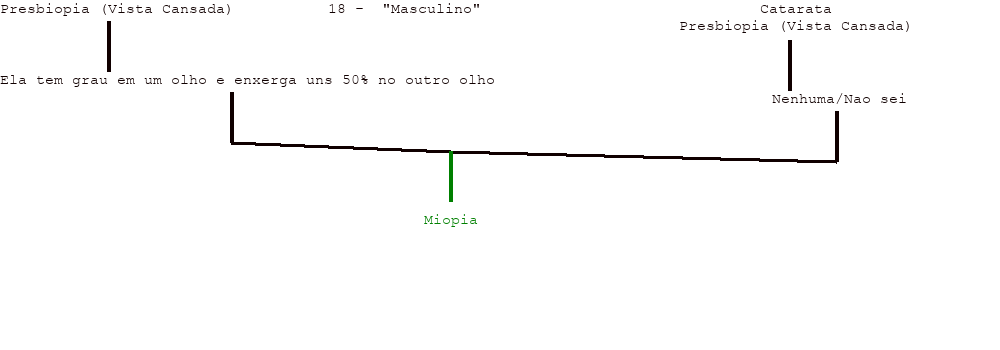 Presbiopia (Vista Cansada)
18 - "Masculino"
Catarata
Presbiopia (Vista Cansada)
Ela tem grau em um olho e enxerga uns 50% no outro olho
Nenhuma/Nao sei
Miopia